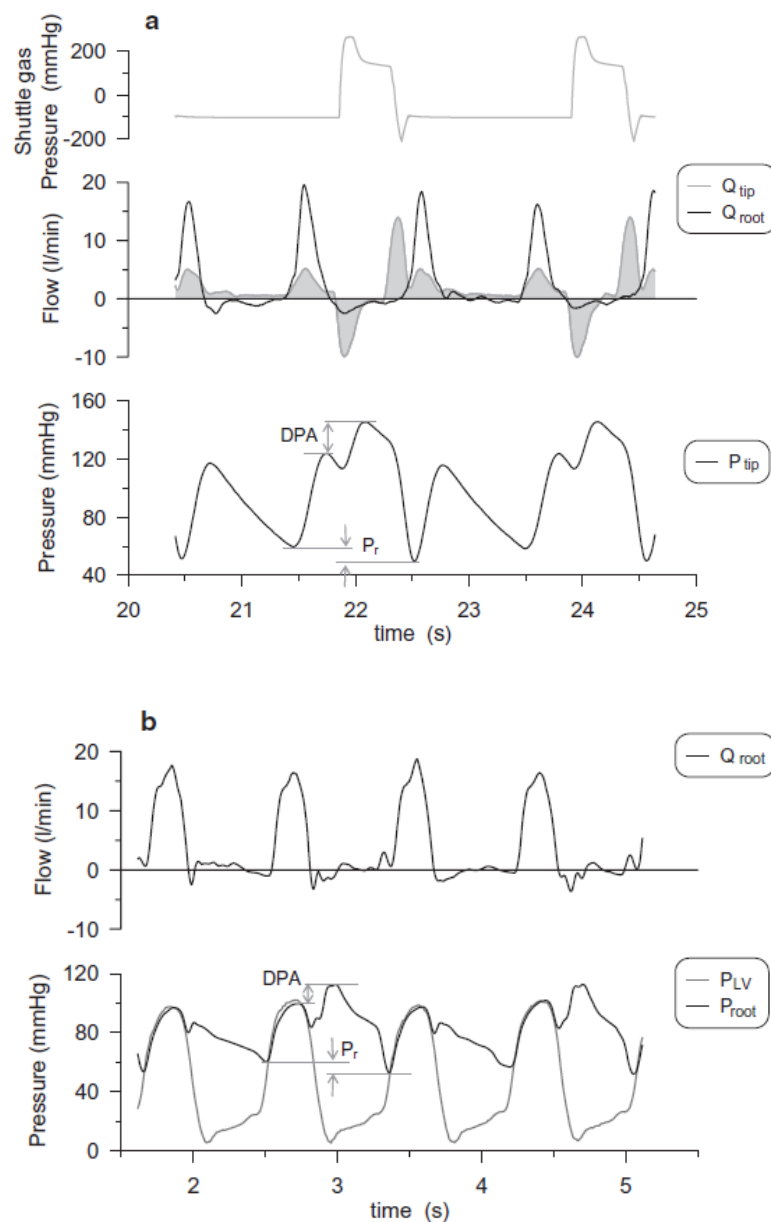 a
Shuttle gas
Pressure (mmHg)
200
0
-200
20
10
0
-10
Flow (l/min)
Q tip
Q root
160
120
80
40
Pressure (mmHg)
DPA
Pr
P tip
20 21 22 23 24 25
time (s)
b
20
10
0
-10
Flow (l/min)
Q root
120
80
40
0
Pressure (mmHg)
DPA
Pr
PLV
Proot
2 3 4 5
time (s)